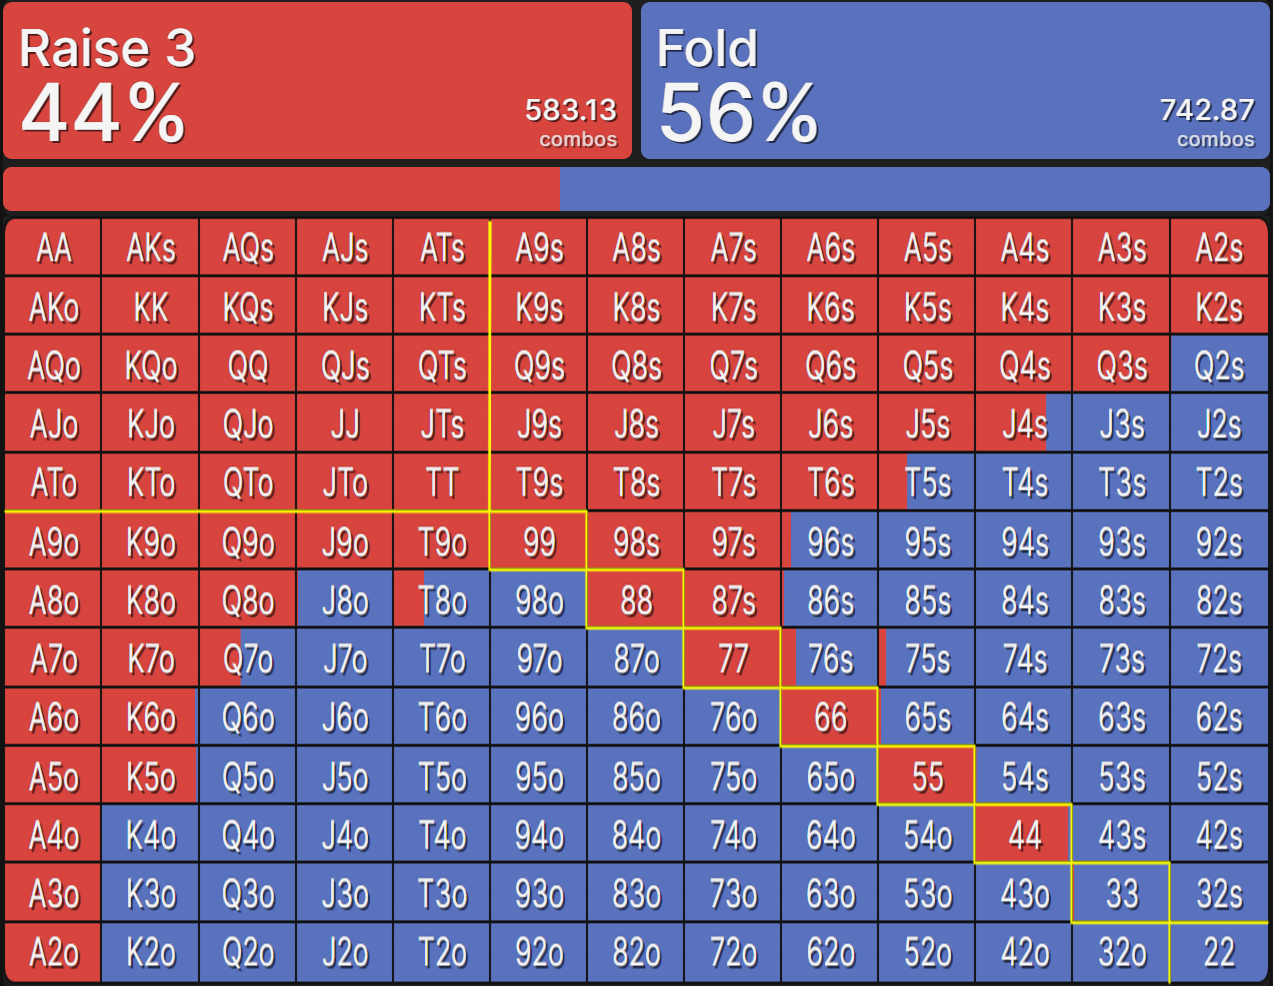 Raise 3
44%
583.13
combos
Fold
56%
742.87
combos
AA AKs AQs AJs ATs A9s A8s A7s A6s A5s A4s A3s A2s
AKo KK KQs KJs KTs K9s K8s K7s K6s K5s K4s K3s K2s
AQo KQo QQ QJs QTs Q9s Q8s Q7s Q6s Q5s Q4s Q3s Q2s
AJo KJo QJo JJ JTs J9s J8s J7s J6s J5s J4s J3s J2s
ATo KTo QTo JTo TT T9s T8s T7s T6s T5s T4s T3s T2s
A9o K9o Q9o J9o T9o 99 98s 97s 96s 95s 94s 93s 92s
A8o K8o Q8o J8o T8o 98o 88 87s 86s 85s 84s 83s 82s
A7o K7o Q7o J7o T7o 97o 87o 77 76s 75s 74s 73s 72s
A6o K6o Q6o J6o T6o 96o 86o 76o 66 65s 64s 63s 62s
A5o K5o Q5o J5o T5o 95o 85o 75o 65o 55 54s 53s 52s
A4o K4o Q4o J4o T4o 94o 84o 74o 64o 54o 44 43s 42s
A3o K3o Q3o J3o T3o 93o 83o 73o 63o 53o 43o 33 32s
A2o K2o Q2o J2o T2o 92o 82o 72o 62o 52o 42o 32o 22